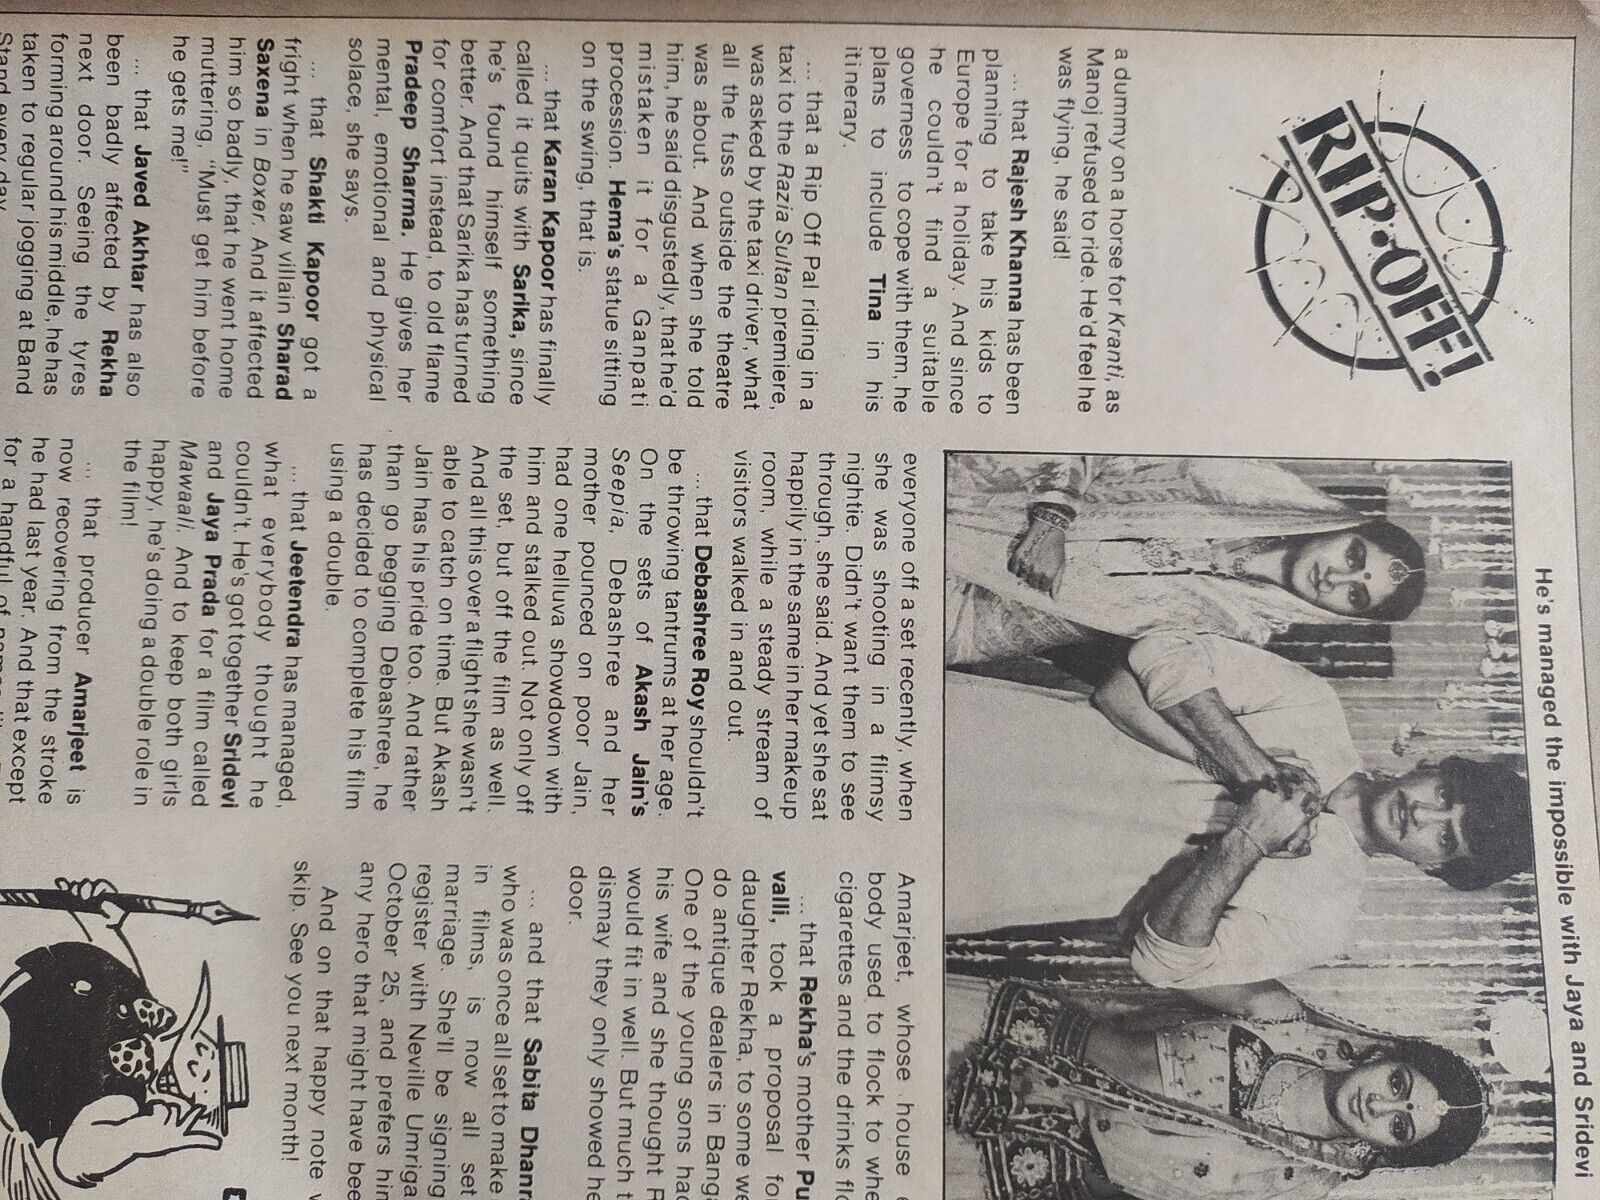 RIP-OFF!
He's managed the impossible with Jaya and Sridevi
a dummy on a horse for Kranti, as
Manoj refused to ride. He'd feel he
was flying, he said!
... that Rajesh Khanna has been
planning to take his kids to
Europe for a holiday. And since
he couldn't find a suitable
governess to cope with them, he
plans to include Tina in his
itinerary.
... that a Rip Off Pal riding in a
taxi to the Razia Sultan premiere,
was asked by the taxi driver, what
all the fuss outside the theatre
was about. And when she told
him, he said disgustedly, that he'd
mistaken it for a Ganpati
procession. Hema's statue sitting
on the swing, that is.
... that Karan Kapoor has finally
called it quits with Sarika, since
he's found himself something
better. And that Sarika has turned
for comfort instead, to old flame
Pradeep Sharma. He gives her
mental, emotional and physical
solace, she says.
... that Shakti Kapoor got a
fright when he saw villain Sharad
Saxena in Boxer. And it affected
him so badly, that he went home
muttering, "Must get him before
he gets me!"
... that Javed Akhtar has also
been badly affected by Rekha
next door. Seeing the tyres
forming around his middle, he has
taken to regular jogging at Band
Stand every day.
everyone off a set recently, when
she was shooting in a flimsy
nightie. Didn't want them to see
through, she said. And yet she sat
happily in the same in her makeup
room, while a steady stream of
visitors walked in and out.
... that Debashree Roy shouldn't
be throwing tantrums at her age.
On the sets of Akash Jain's
Seepia, Debashree and her
mother pounced on poor Jain,
had one helluva showdown with
him and stalked out. Not only off
the set, but off the film as well.
And all this over a flight she wasn't
able to catch on time. But Akash
Jain has his pride too. And rather
than go begging Debashree, he
has decided to complete his film
using a double.
... that Jeetendra has managed,
what everybody thought he
couldn't. He's got together Sridevi
and Jaya Prada for a film called
Mawaali. And to keep both girls
happy, he's doing a double role in
the film!
... that producer Amarjeet is
now recovering from the stroke
he had last year. And that except
for a handful of
Amarjeet, whose house
body used to flock to
cigarettes and the drinks
... that Rekha's mother
valli, took a proposal
daughter Rekha, to some
do antique dealers in
One of the young sons
his wife and she thought
would fit in well. But much
dismay they only showed
door.
... and that Sabita
who was once all set to make
in films, is now all set
marriage. She'll be signing
register with Neville
October 25, and prefers
any hero that might have
And on that happy note
skip. See you next month!